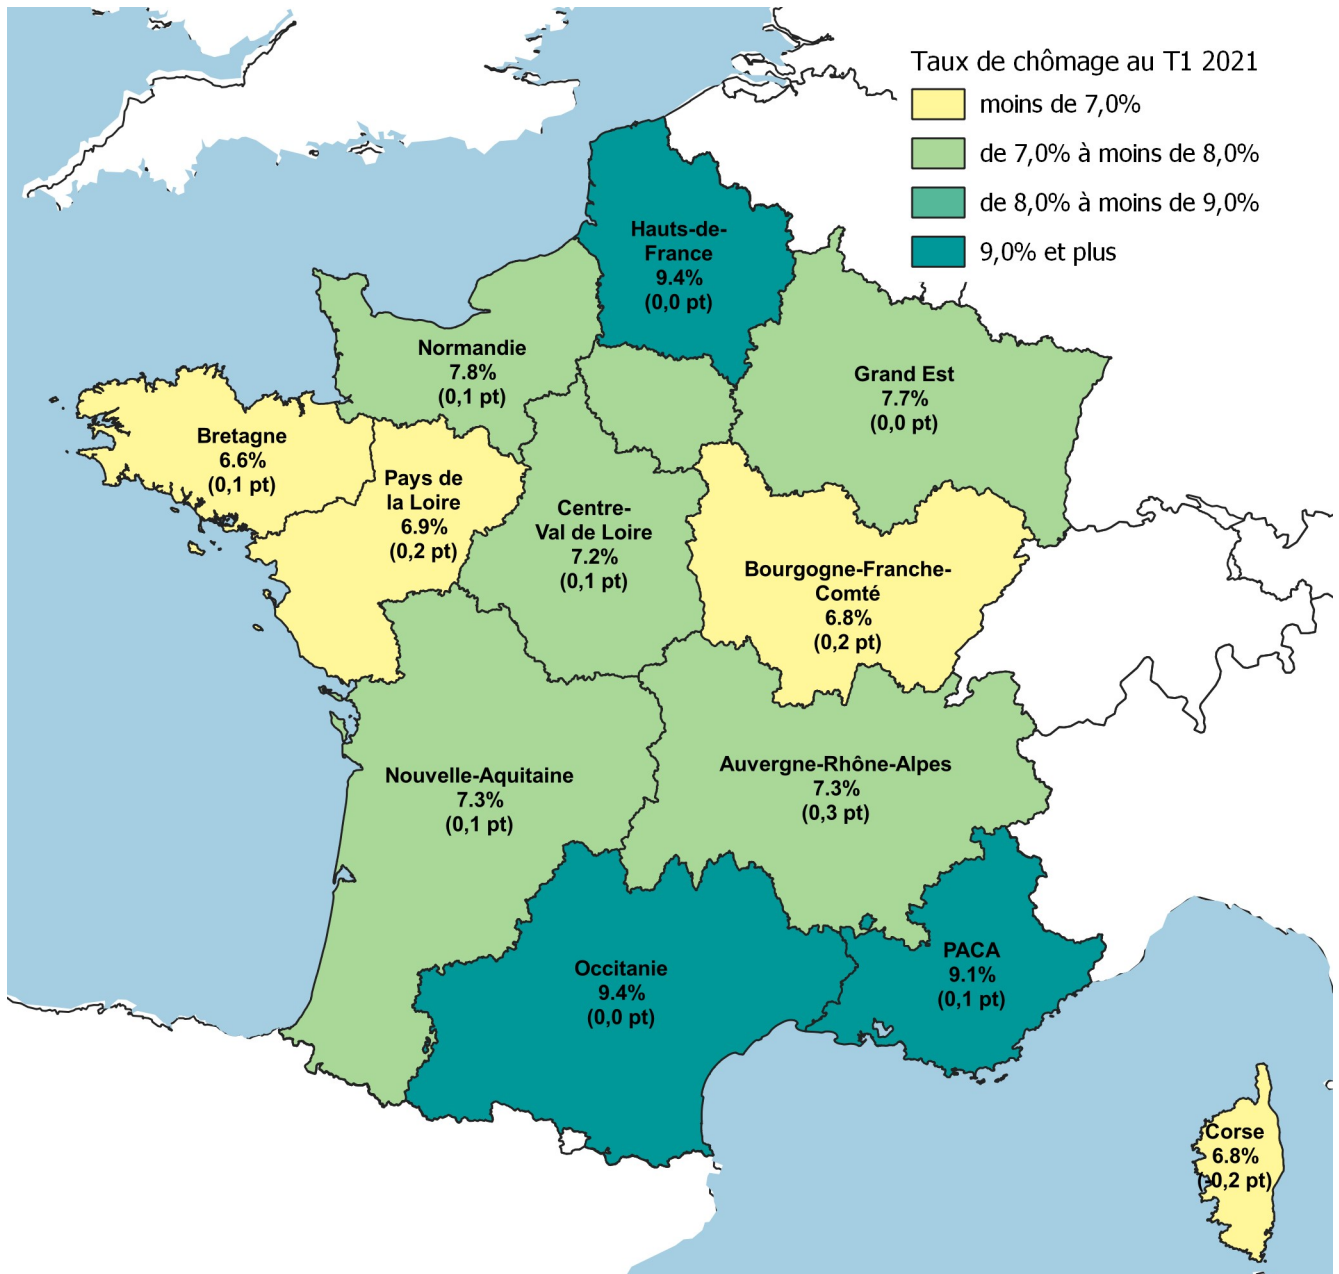 Taux de chômage au T1 2021
moins de 7,0%
de 7,0% à moins de 8,0%
de 8,0% à moins de 9,0%
9,0% et plus
Hauts-de-
France
9.4%
(0,0 pt)
Normandie
7.8%
(0,1 pt)
Grand Est
7.7%
(0,0 pt)
Bretagne
6.6%
(0,1 pt)
Pays de
la Loire
6.9%
(0,2 pt)
Centre-
Val de Loire
7.2%
(0,1 pt)
Bourgogne-Franche-
Comté
6.8%
(0,2 pt)
Nouvelle-Aquitaine
7.3%
(0,1 pt)
Auvergne-Rhône-Alpes
7.3%
(0,3 pt)
Occitanie
9.4%
(0,0 pt)
PACA
9.1%
(0,1 pt)
Corse
6.8%
(-0,2 pt)